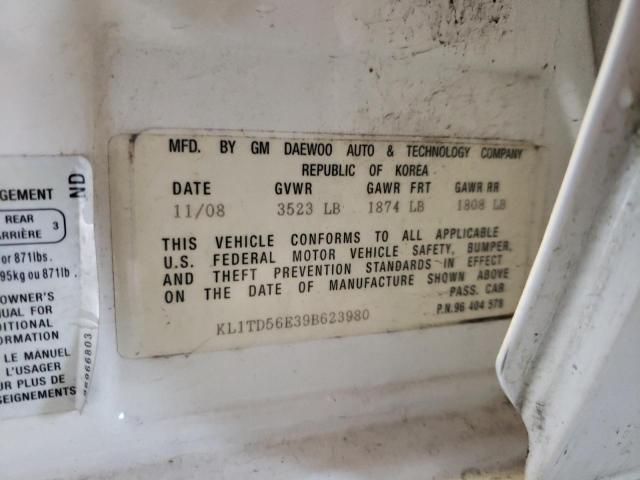 MFD. BY GM DAEWOO AUTO & TECHNOLOGY COMPANY
REPUBLIC OF KOREA
DATE GVWR GAWR FRT GAWR RR
11/08 3523 LB 1874 LB 1808 LB
THIS VEHICLE CONFORMS TO ALL APPLICABLE
U.S. FEDERAL MOTOR VEHICLE SAFETY, BUMPER,
AND THEFT PREVENTION STANDARDS IN EFFECT
ON THE DATE OF MANUFACTURE SHOWN ABOVE
PASS. CAR
KL1TD56E39B623980
P.N.96 404 578
GEMENT
ND
REAR
ARRIÈRE 3
or 871lbs.
95kg ou 871lb.
OWNER'S
NUAL FOR
DITIONAL
ORMATION
LE MANUEL
L'USAGER
UR PLUS DE
SEIGNEMENTS